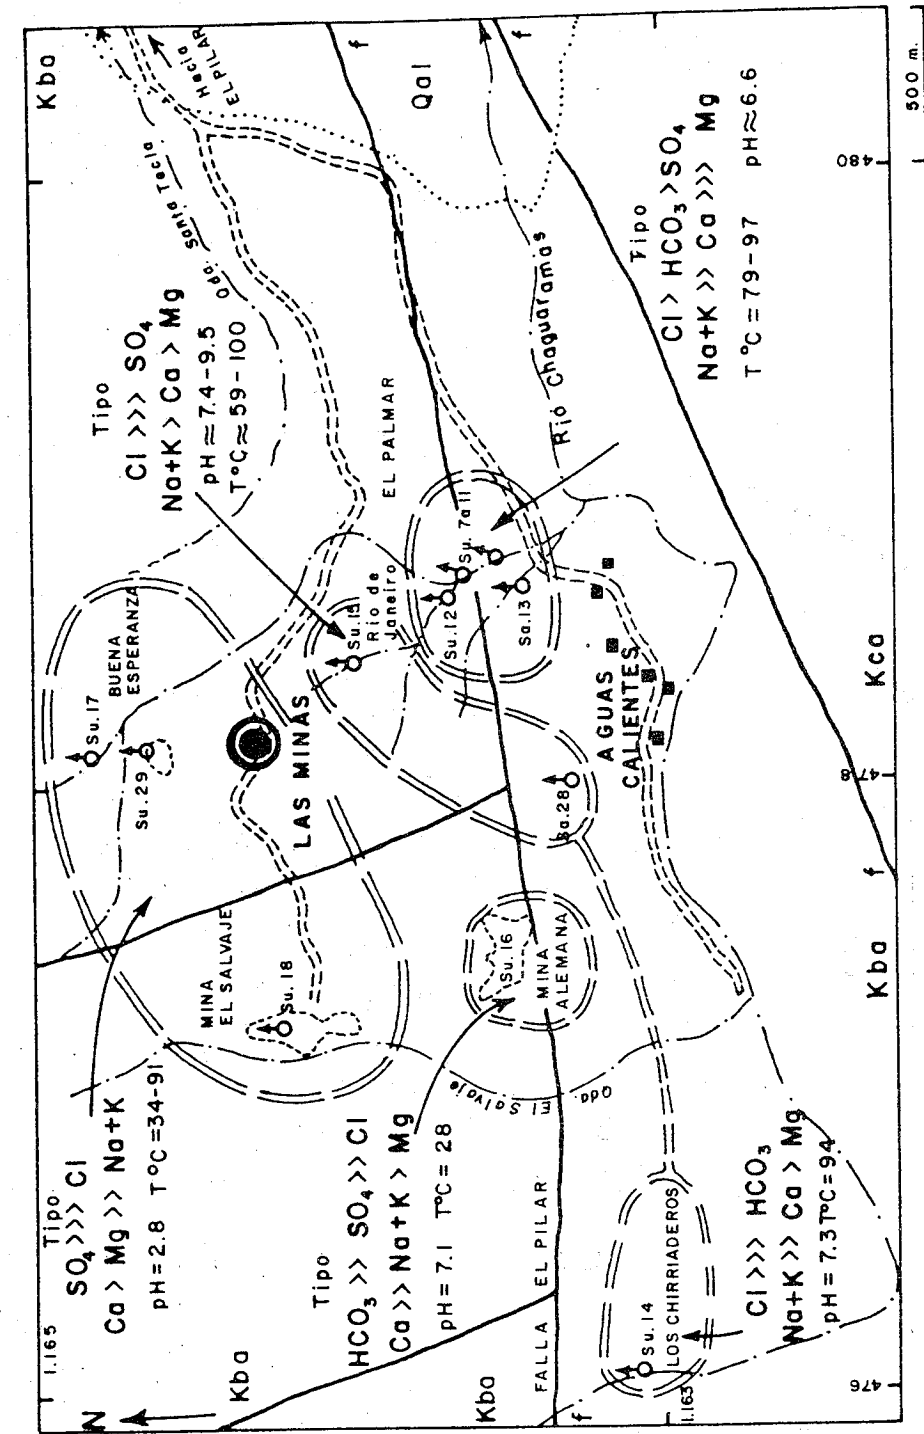 N
1.165
Kba
Tipo
SO₄ >>> Cl
Ca > Mg >> Na+K
pH=2.8 T°C=34-91
Su.17
BUENA
ESPERANZA
Su.29
LAS MINAS
MINA
EL SALVAJE
Su.18
Tipo
Cl >>> SO₄
Na+K > Ca > Mg
pH≈7.4-9.5
T°C≈59-100
Qda. Santa Tecla
Hacia
EL PILAR
Kba
Tipo
HCO₃ >> SO₄ >> Cl
Ca >> Na+K > Mg
pH=7.1 T°C=28
Qda. El Salvaje
Su.16
MINA
ALEMANA
Su.15
Río de
Janeiro
EL PALMAR
Su.12
Su. 7a11
Sa.13
Sa.28
f
Qal
f
Kba
FALLA EL PILAR
f
Su.14
LOS CHIRRIADEROS
1.163
Cl >>> HCO₃
Na+K >> Ca > Mg
pH=7.3 T°C=94
AGUAS
CALIENTES
Río Chaguaramas
Tipo
Cl > HCO₃ > SO₄
Na+K >> Ca >>> Mg
T°C=79-97 pH≈6.6
Kba
f
Kca
476
478
480
500 m.